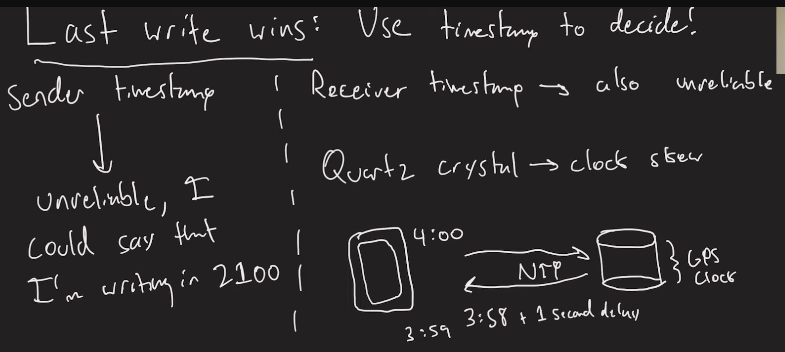 Last write wins: Use timestamp to decide!
Sender timestamp
unreliable, I
could say that
I'm writing in 2100
Receiver timestamp → also unreliable
Quartz crystal → clock skew
4:00
NTP
GPS
Clock
3:58 + 1 second delay
3:59